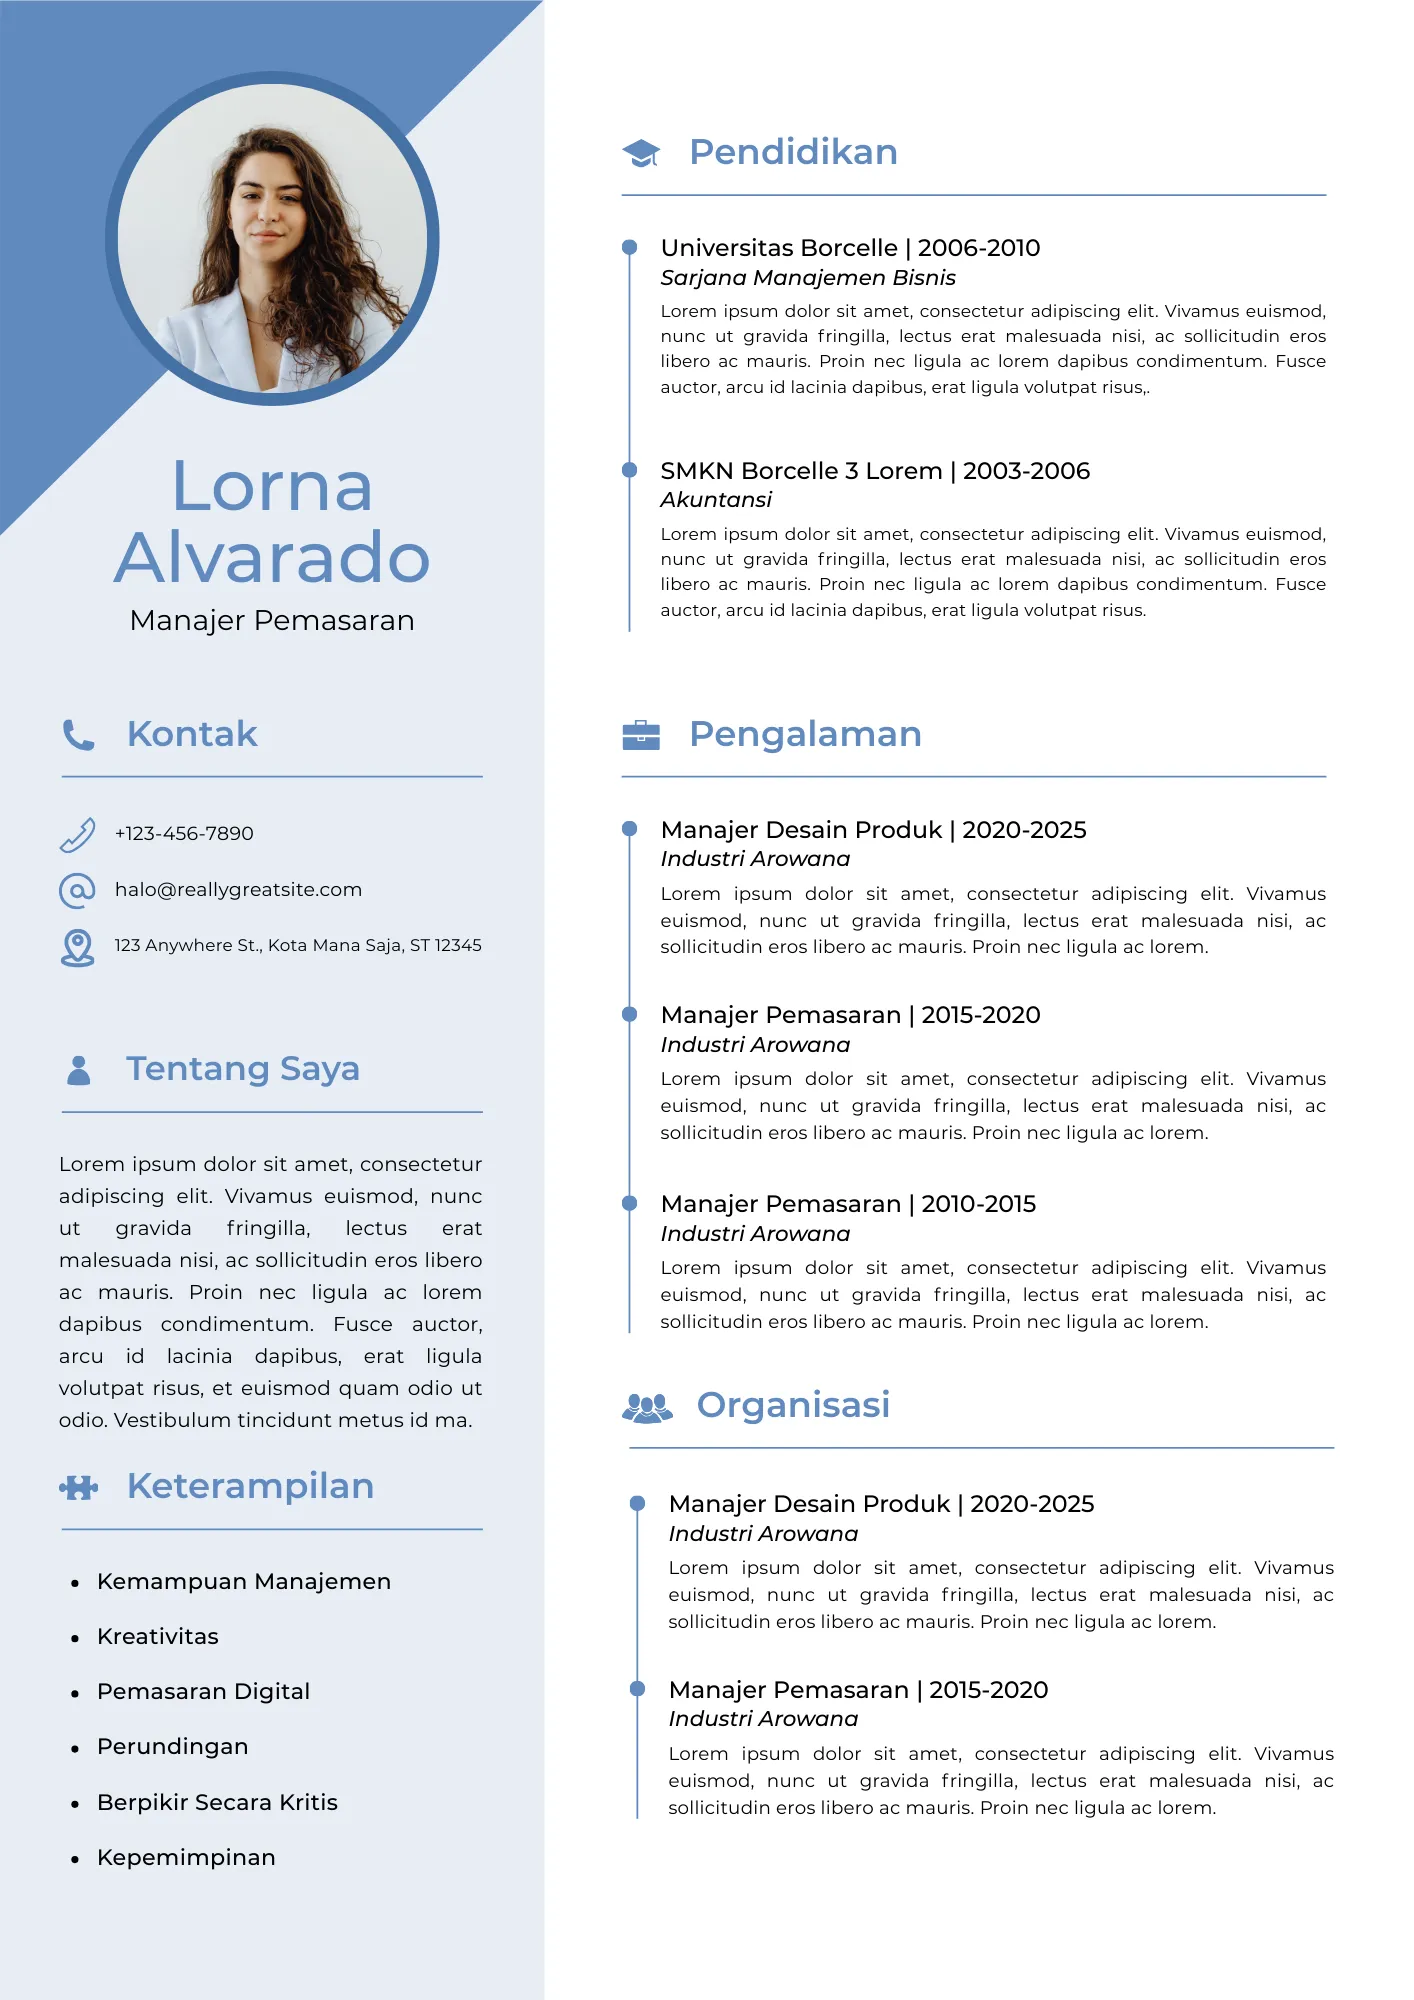 Lorna
Alvarado
Manajer Pemasaran
Kontak
+123-456-7890
halo@reallygreatsite.com
123 Anywhere St., Kota Mana Saja, ST 12345
Tentang Saya
Lorem ipsum dolor sit amet, consectetur
adipiscing elit. Vivamus euismod, nunc
ut gravida fringilla, lectus erat
malesuada nisi, ac sollicitudin eros libero
ac mauris. Proin nec ligula ac lorem
dapibus condimentum. Fusce auctor,
arcu id lacinia dapibus, erat ligula
volutpat risus, et euismod quam odio ut
odio. Vestibulum tincidunt metus id ma.
Keterampilan
• Kemampuan Manajemen
• Kreativitas
• Pemasaran Digital
• Perundingan
• Berpikir Secara Kritis
• Kepemimpinan
Pendidikan
Universitas Borcelle | 2006-2010
Sarjana Manajemen Bisnis
Lorem ipsum dolor sit amet, consectetur adipiscing elit. Vivamus euismod,
nunc ut gravida fringilla, lectus erat malesuada nisi, ac sollicitudin eros
libero ac mauris. Proin nec ligula ac lorem dapibus condimentum. Fusce
auctor, arcu id lacinia dapibus, erat ligula volutpat risus,.
SMKN Borcelle 3 Lorem | 2003-2006
Akuntansi
Lorem ipsum dolor sit amet, consectetur adipiscing elit. Vivamus euismod,
nunc ut gravida fringilla, lectus erat malesuada nisi, ac sollicitudin eros
libero ac mauris. Proin nec ligula ac lorem dapibus condimentum. Fusce
auctor, arcu id lacinia dapibus, erat ligula volutpat risus.
Pengalaman
Manajer Desain Produk | 2020-2025
Industri Arowana
Lorem ipsum dolor sit amet, consectetur adipiscing elit. Vivamus
euismod, nunc ut gravida fringilla, lectus erat malesuada nisi, ac
sollicitudin eros libero ac mauris. Proin nec ligula ac lorem.
Manajer Pemasaran | 2015-2020
Industri Arowana
Lorem ipsum dolor sit amet, consectetur adipiscing elit. Vivamus
euismod, nunc ut gravida fringilla, lectus erat malesuada nisi, ac
sollicitudin eros libero ac mauris. Proin nec ligula ac lorem.
Manajer Pemasaran | 2010-2015
Industri Arowana
Lorem ipsum dolor sit amet, consectetur adipiscing elit. Vivamus
euismod, nunc ut gravida fringilla, lectus erat malesuada nisi, ac
sollicitudin eros libero ac mauris. Proin nec ligula ac lorem.
Organisasi
Manajer Desain Produk | 2020-2025
Industri Arowana
Lorem ipsum dolor sit amet, consectetur adipiscing elit. Vivamus
euismod, nunc ut gravida fringilla, lectus erat malesuada nisi, ac
sollicitudin eros libero ac mauris. Proin nec ligula ac lorem.
Manajer Pemasaran | 2015-2020
Industri Arowana
Lorem ipsum dolor sit amet, consectetur adipiscing elit. Vivamus
euismod, nunc ut gravida fringilla, lectus erat malesuada nisi, ac
sollicitudin eros libero ac mauris. Proin nec ligula ac lorem.